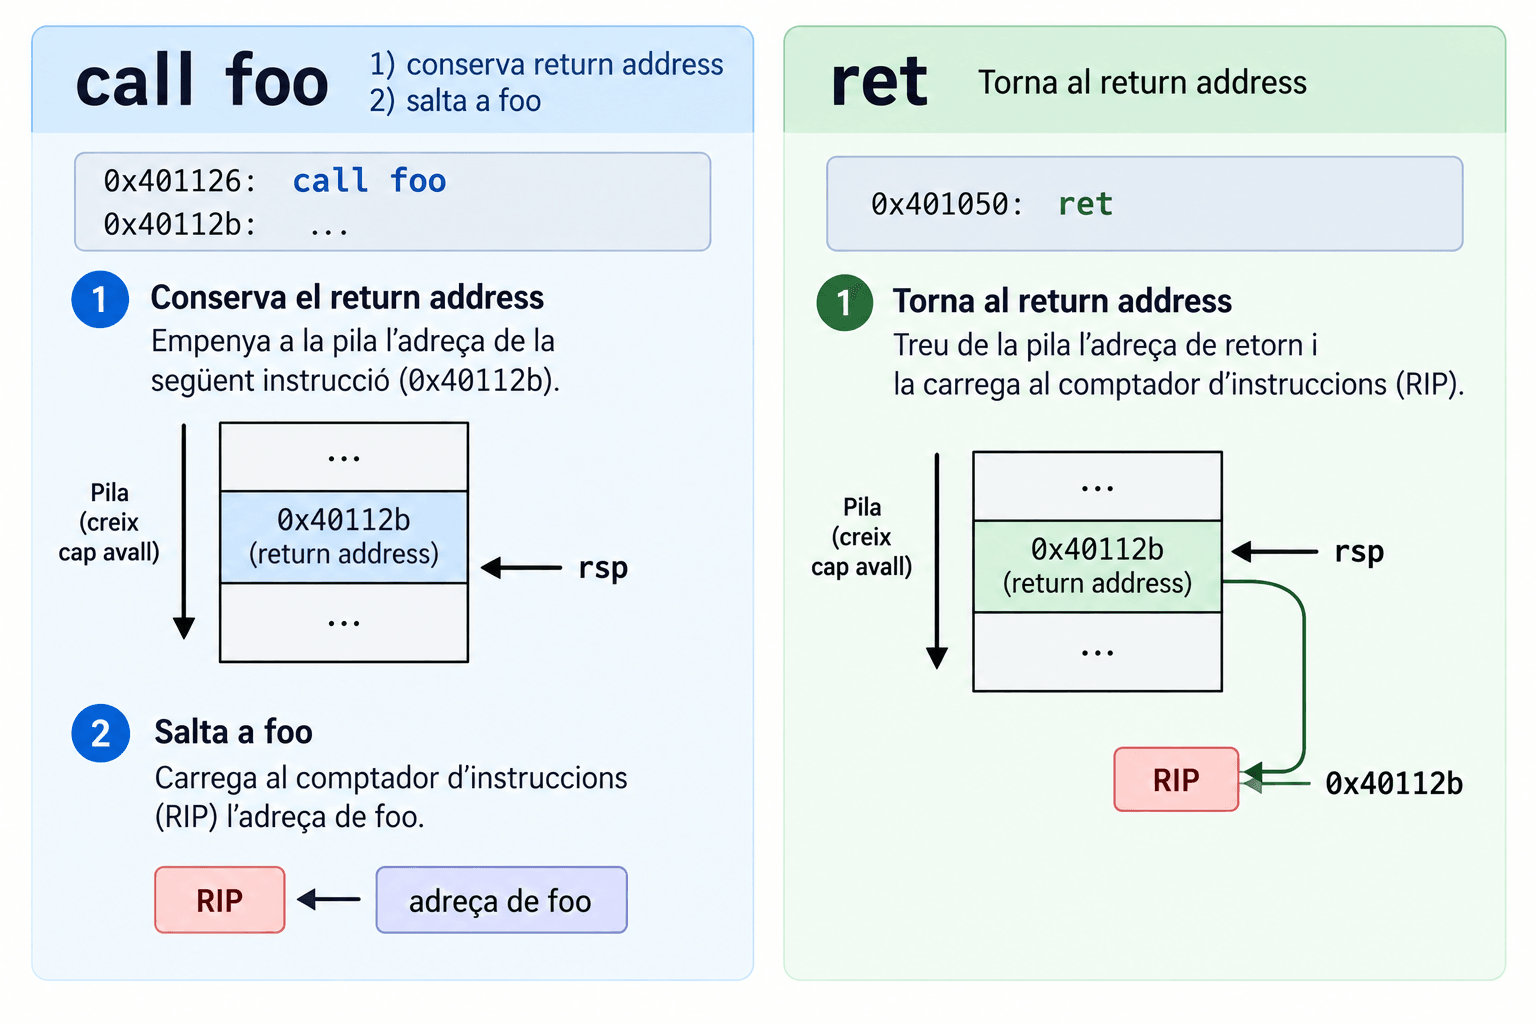 call foo
1) conserva return address
2) salta a foo
0x401126: call foo
0x40112b: ...
1 Conserva el return address
Empenya a la pila l’adreça de la
següent instrucció (0x40112b).
Pila
(creix
cap avall)
...
0x40112b
(return address)
...
rsp
2 Salta a foo
Carrega al comptador d’instruccions
(RIP) l’adreça de foo.
RIP
adreça de foo
ret
Torna al return address
0x401050: ret
1 Torna al return address
Treu de la pila l’adreça de retorn i
la carrega al comptador d’instruccions (RIP).
Pila
(creix
cap avall)
...
0x40112b
(return address)
...
rsp
RIP
0x40112b